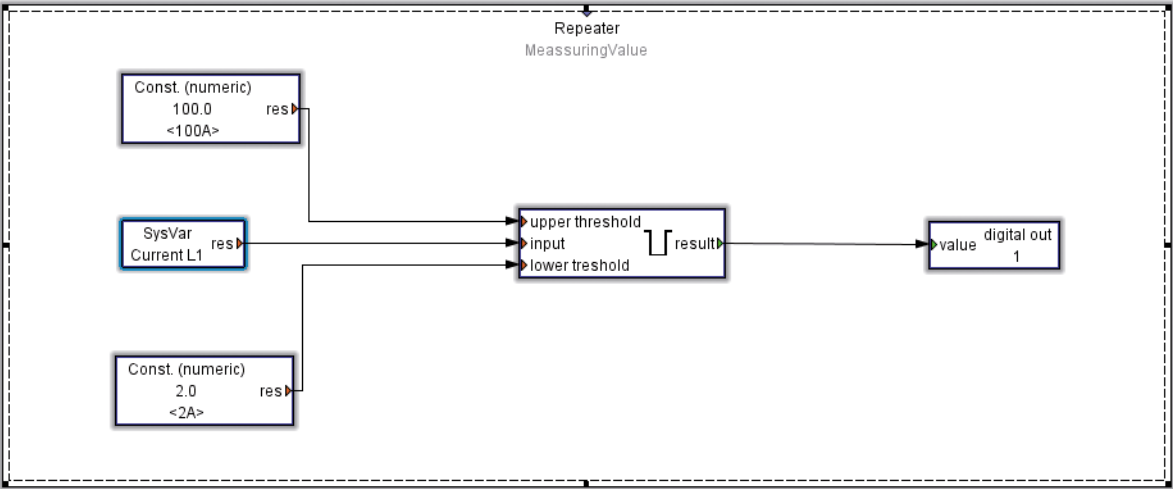 Repeater
MeassuringValue
Const. (numeric)
100.0
res
<100A>
SysVar
res
Current L1
Const. (numeric)
2.0
res
<2A>
upper threshold
input
result
lower treshold
digital out
value
1